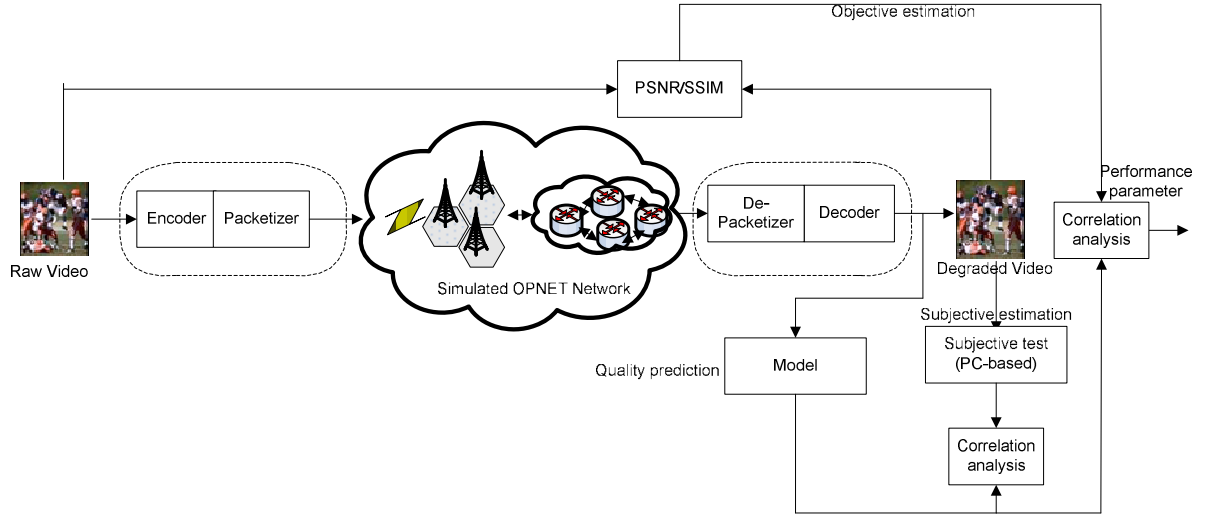 Objective estimation
PSNR/SSIM
Performance
parameter
Encoder
Packetizer
De-
Packetizer
Decoder
Correlation
analysis
Raw Video
Degraded Video
Simulated OPNET Network
Subjective estimation
Subjective test
(PC-based)
Quality prediction
Model
Correlation
analysis